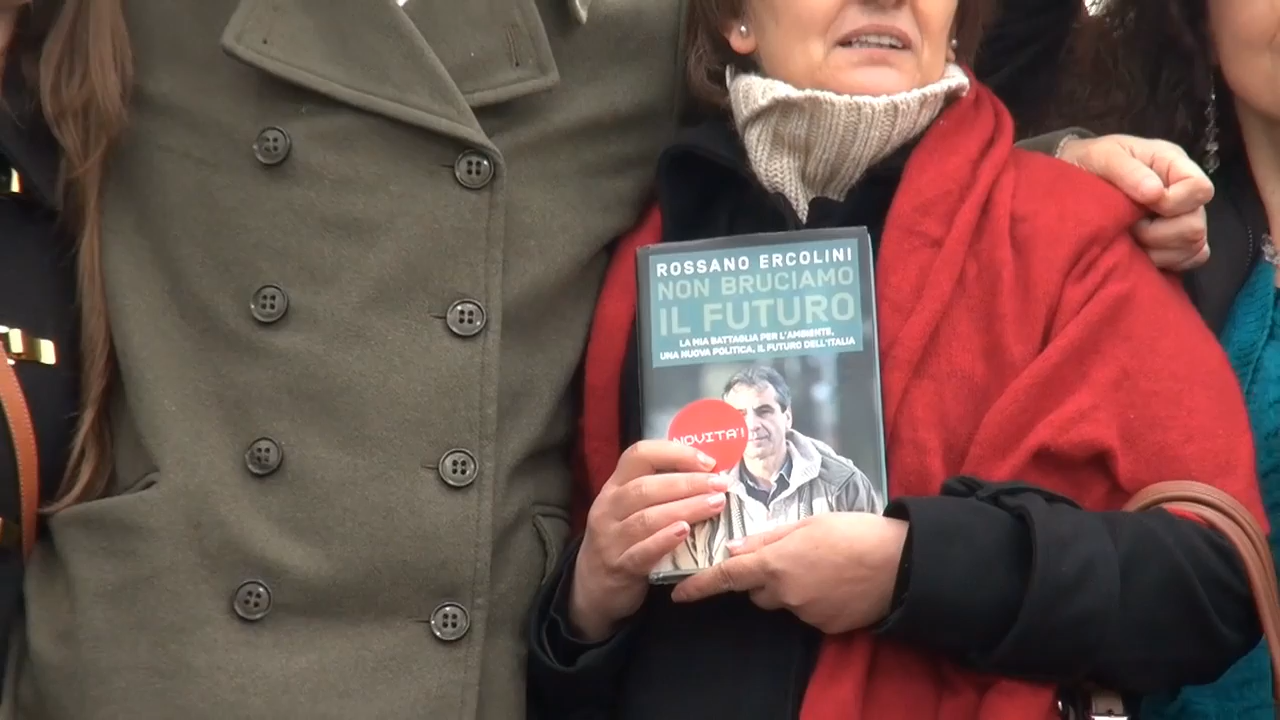 ROSSANO ERCOLINI
NON BRUCIAMO
IL FUTURO
LA MIA BATTAGLIA PER L'AMBIENTE,
UNA NUOVA POLITICA, IL FUTURO DELL'ITALIA
NOVITA'!